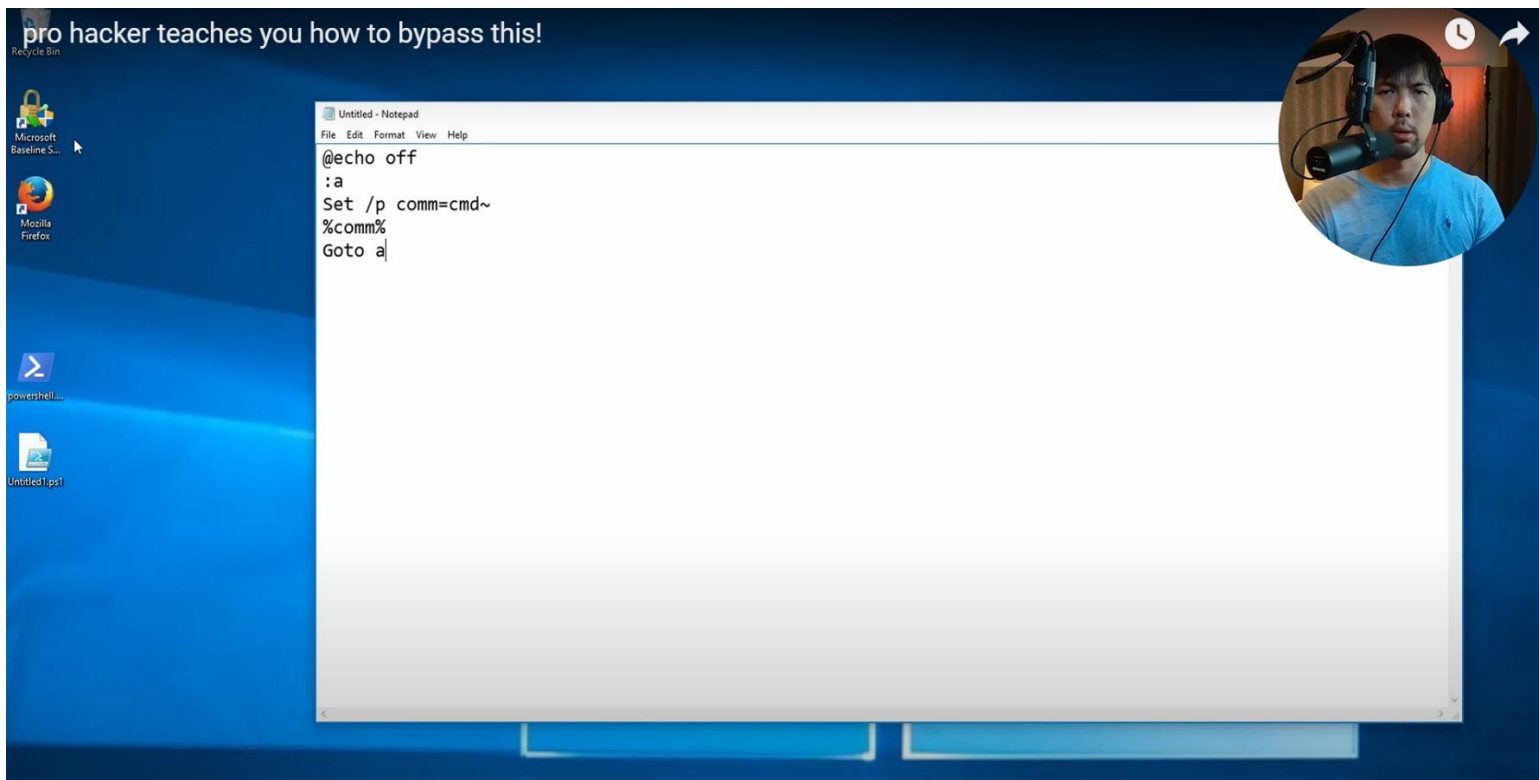 pro hacker teaches you how to bypass this!
Recycle Bin
Microsoft
Baseline S...
Mozilla
Firefox
powershell....
Untitled1.ps1
Untitled - Notepad
File Edit Format View Help
@echo off
:a
Set /p comm=cmd~
%comm%
Goto a